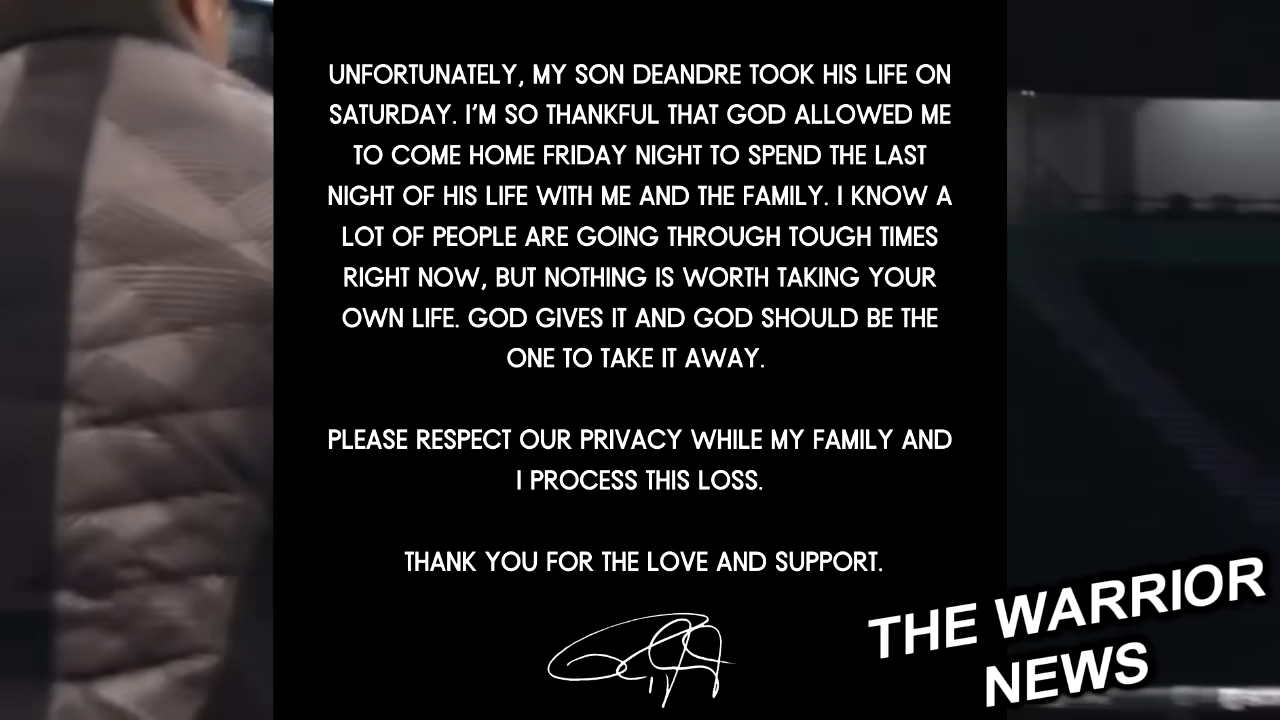 UNFORTUNATELY, MY SON DEANDRE TOOK HIS LIFE ON
SATURDAY. I'M SO THANKFUL THAT GOD ALLOWED ME
TO COME HOME FRIDAY NIGHT TO SPEND THE LAST
NIGHT OF HIS LIFE WITH ME AND THE FAMILY. I KNOW A
LOT OF PEOPLE ARE GOING THROUGH TOUGH TIMES
RIGHT NOW, BUT NOTHING IS WORTH TAKING YOUR
OWN LIFE. GOD GIVES IT AND GOD SHOULD BE THE
ONE TO TAKE IT AWAY.
PLEASE RESPECT OUR PRIVACY WHILE MY FAMILY AND
I PROCESS THIS LOSS.
THANK YOU FOR THE LOVE AND SUPPORT.
THE WARRIOR
NEWS